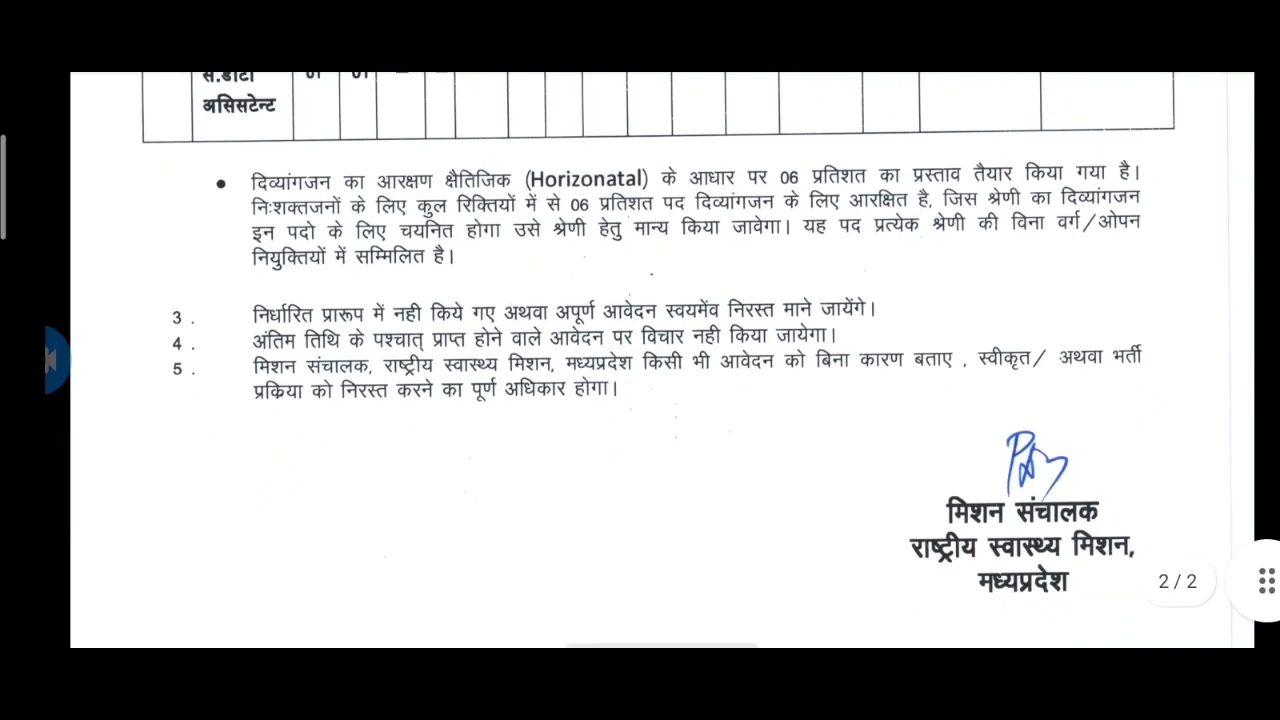 स.डाटा 01 01
असिसटेन्ट
• दिव्यांगजन का आरक्षण क्षैतिजिक (Horizonatal) के आधार पर 06 प्रतिशत का प्रस्ताव तैयार किया गया है।
निःशक्तजनों के लिए कुल रिक्तियों में से 06 प्रतिशत पद दिव्यांगजन के लिए आरक्षित है, जिस श्रेणी का दिव्यांगजन
इन पदो के लिए चयनित होगा उसे श्रेणी हेतु मान्य किया जावेगा। यह पद प्रत्येक श्रेणी की विना वर्ग/ओपन
नियुक्तियों में सम्मिलित है।
3 . निर्धारित प्रारूप में नही किये गए अथवा अपूर्ण आवेदन स्वयमेंव निरस्त माने जायेंगे।
4 . अंतिम तिथि के पश्चात् प्राप्त होने वाले आवेदन पर विचार नही किया जायेगा।
5 . मिशन संचालक, राष्ट्रीय स्वास्थ्य मिशन, मध्यप्रदेश किसी भी आवेदन को बिना कारण बताए , स्वीकृत/ अथवा भर्ती
प्रक्रिया को निरस्त करने का पूर्ण अधिकार होगा।
मिशन संचालक
राष्ट्रीय स्वास्थ्य मिशन,
मध्यप्रदेश
2 / 2